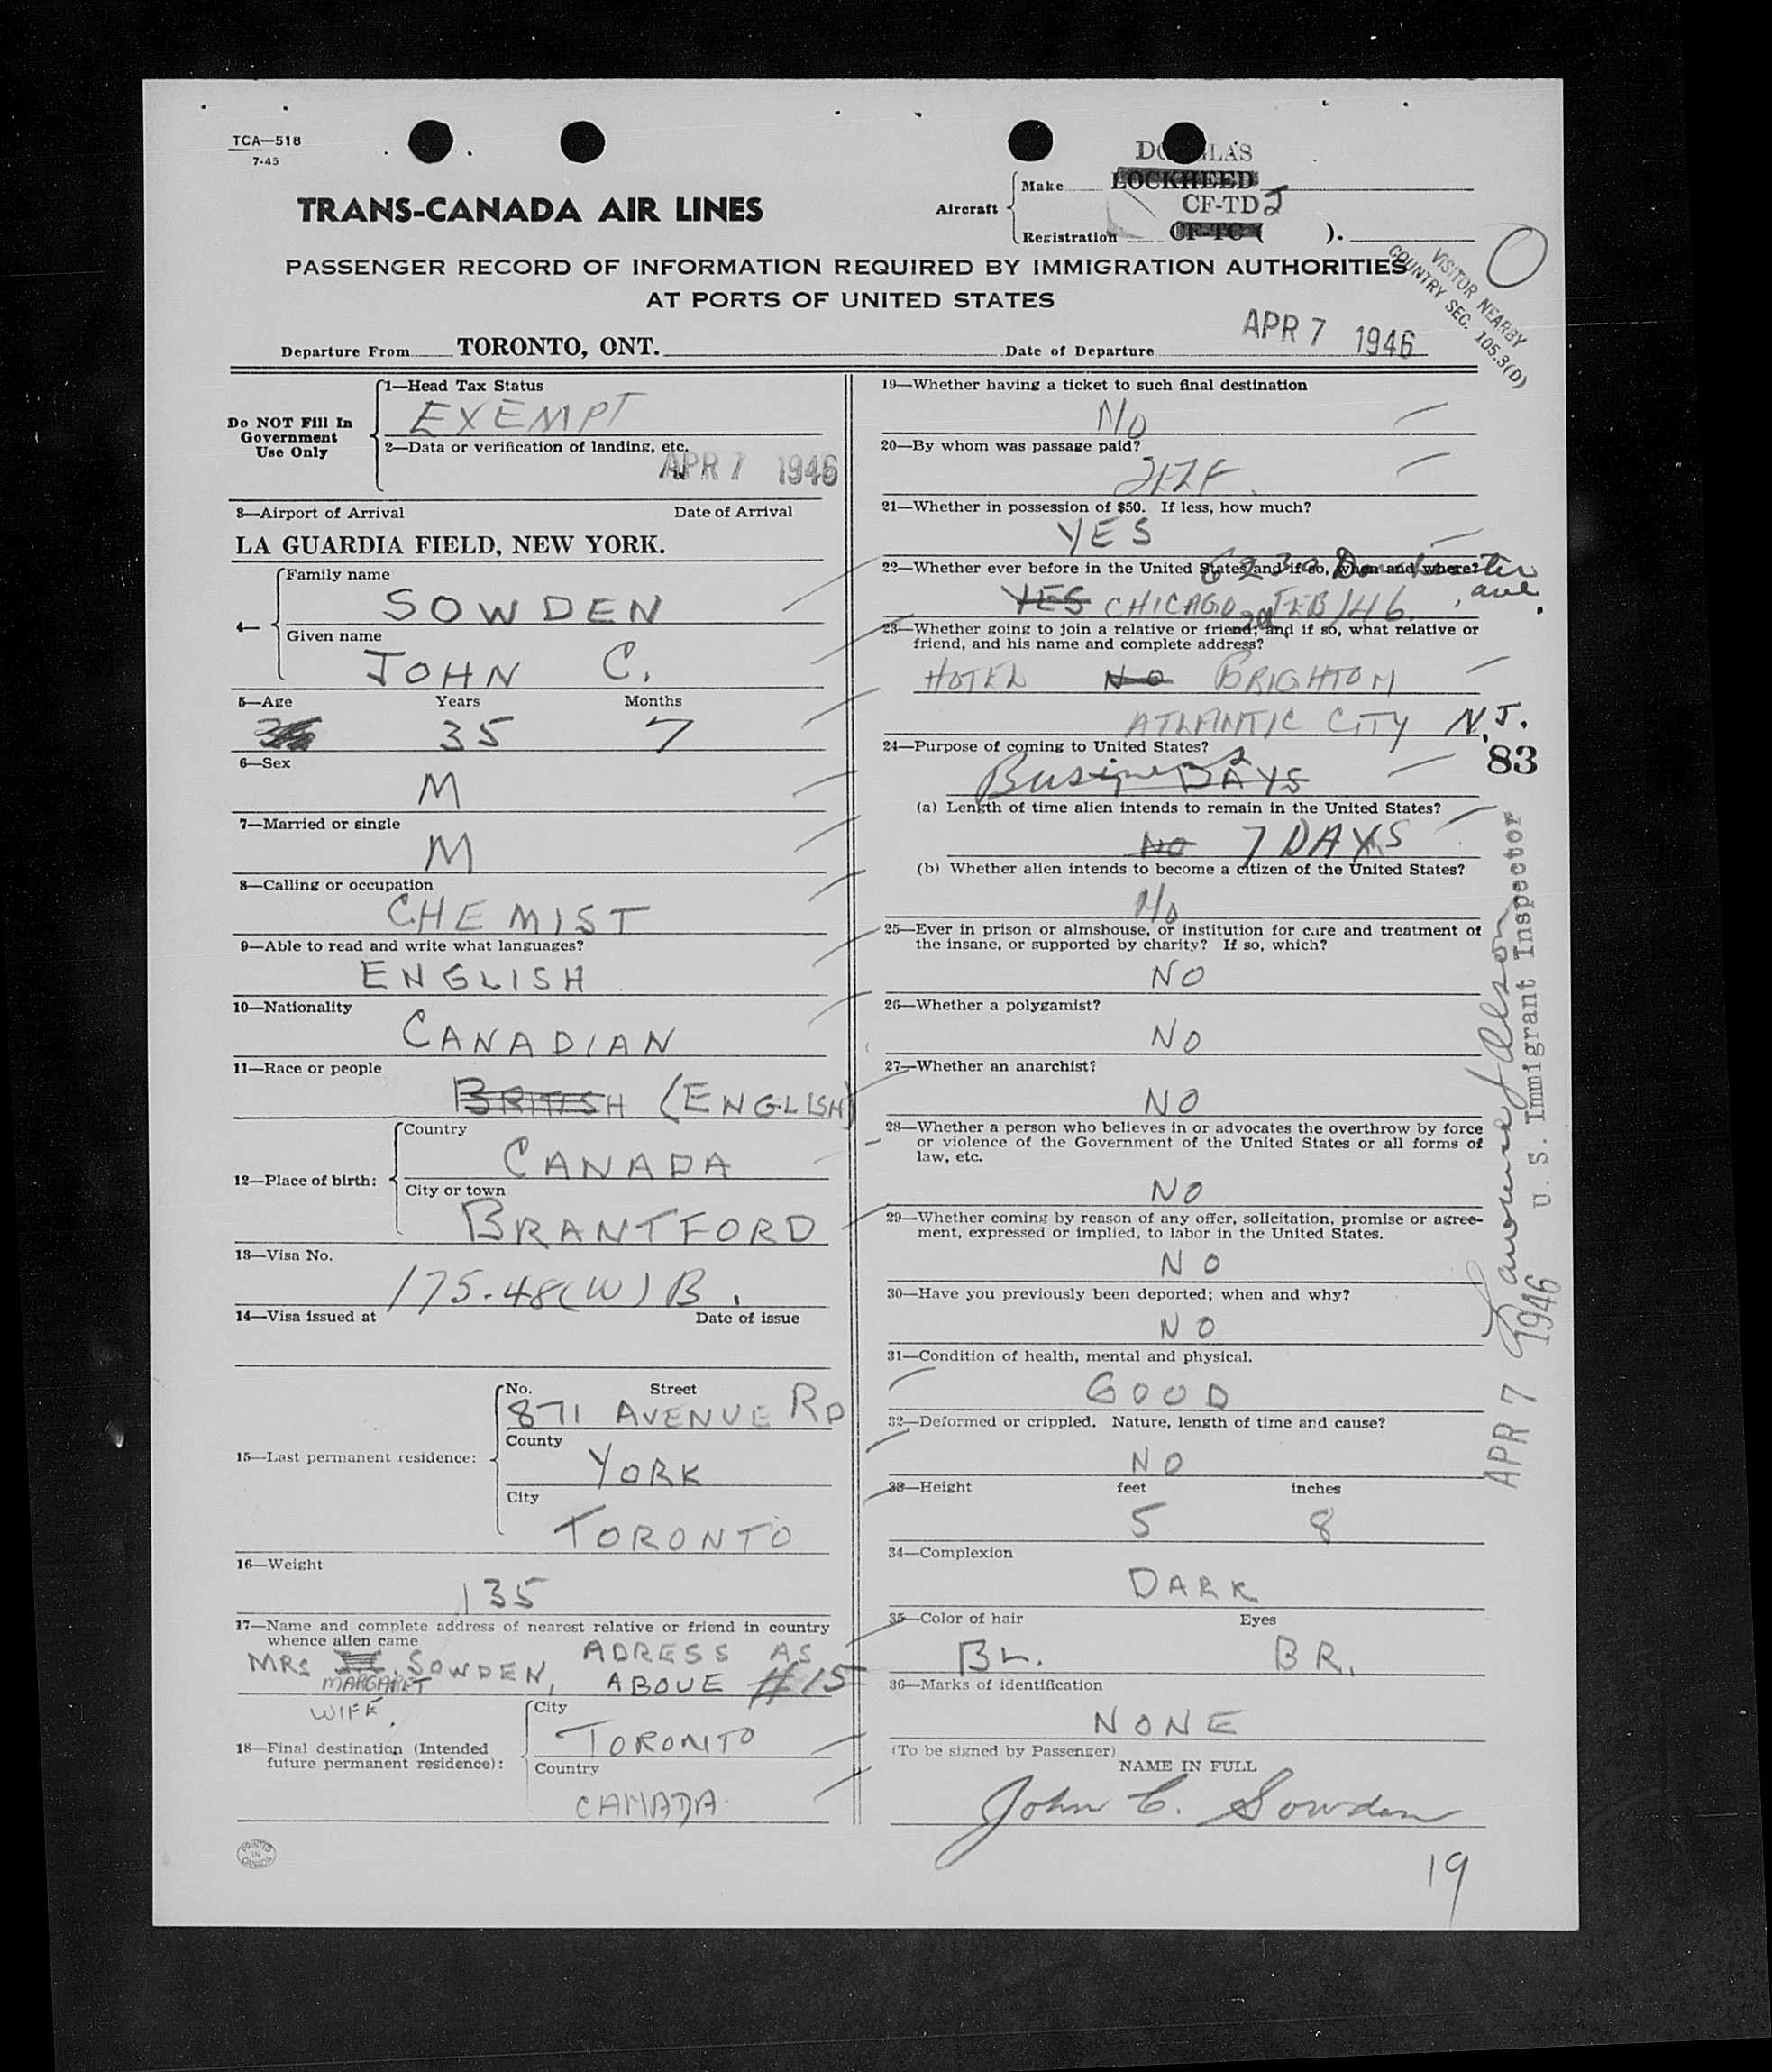 TCA—518
7-45
DOUGLAS
Make LOCKHEED
TRANS-CANADA AIR LINES
Aircraft
CF-TD J
Registration CF-TC ( ).
O
PASSENGER RECORD OF INFORMATION REQUIRED BY IMMIGRATION AUTHORITIES
AT PORTS OF UNITED STATES
VISITOR NEARBY
COUNTRY SEC. 105.3(D)
Departure From TORONTO, ONT. Date of Departure APR 7 1946
Do NOT Fill In
Government
Use Only
1—Head Tax Status
EXEMPT
2—Data or verification of landing, etc.
APR 7 1946
3—Airport of Arrival Date of Arrival
LA GUARDIA FIELD, NEW YORK.
4—
Family name
SOWDEN
Given name
JOHN C.
5—Age Years Months
35 7
6—Sex
M
7—Married or single
M
8—Calling or occupation
CHEMIST
9—Able to read and write what languages?
ENGLISH
10—Nationality
CANADIAN
11—Race or people
BRITISH (ENGLISH)
12—Place of birth:
Country
CANADA
City or town
BRANTFORD
13—Visa No.
175.48(W) B.
14—Visa issued at Date of issue
15—Last permanent residence:
No. Street
871 AVENUE RD
County
YORK
City
TORONTO
16—Weight
135
17—Name and complete address of nearest relative or friend in country
whence alien came
MRS SOWDEN, ADRESS AS
MARGARET ABOVE #15
WIFE.
18—Final destination (Intended
future permanent residence):
City
TORONTO
Country
CANADA
PRINTED
IN
CANADA
19—Whether having a ticket to such final destination
NO
20—By whom was passage paid?
SELF.
21—Whether in possession of $50. If less, how much?
YES
22—Whether ever before in the United States, and if so, when and where?
YES CHICAGO FEB/46.
ave.
23—Whether going to join a relative or friend; and if so, what relative or
friend, and his name and complete address?
HOTEL NO BRIGHTON
ATLANTIC CITY N.J.
24—Purpose of coming to United States?
83
Business DAYS
(a) Length of time alien intends to remain in the United States?
NO 7 DAYS
(b) Whether alien intends to become a citizen of the United States?
NO
25—Ever in prison or almshouse, or institution for care and treatment of
the insane, or supported by charity? If so, which?
NO
26—Whether a polygamist?
NO
27—Whether an anarchist?
NO
28—Whether a person who believes in or advocates the overthrow by force
or violence of the Government of the United States or all forms of
law, etc.
NO
29—Whether coming by reason of any offer, solicitation, promise or agree-
ment, expressed or implied, to labor in the United States.
NO
30—Have you previously been deported; when and why?
NO
31—Condition of health, mental and physical.
GOOD
32—Deformed or crippled. Nature, length of time and cause?
NO
33—Height feet inches
5 8
34—Complexion
DARK
35—Color of hair Eyes
BL. BR.
36—Marks of identification
NONE
(To be signed by Passenger)
NAME IN FULL
John C. Sowden
19
U. S. Immigrant Inspector
APR 7 1946